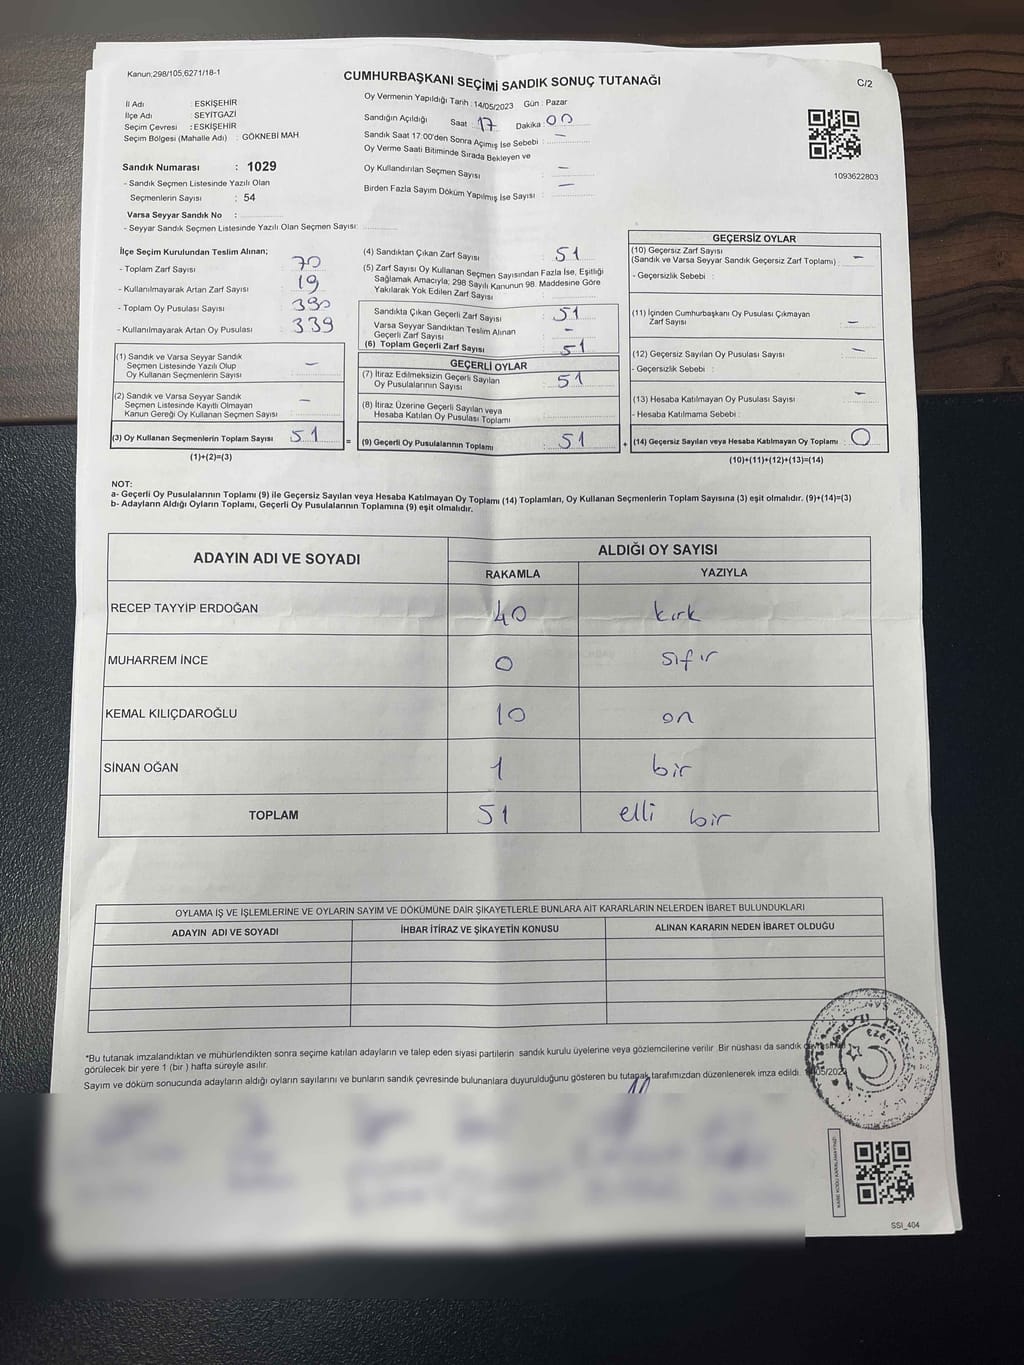 Kanun;298/105,6271/18-1
CUMHURBAŞKANI SEÇİMİ SANDIK SONUÇ TUTANAĞI
C/2
İl Adı : ESKİŞEHİR
İlçe Adı : SEYİTGAZİ
Seçim Çevresi : ESKİŞEHİR
Seçim Bölgesi (Mahalle Adı) : GÖKNEBİ MAH.
Sandık Numarası : 1029
- Sandık Seçmen Listesinde Yazılı Olan
Seçmenlerin Sayısı : 54
Varsa Seyyar Sandık No :
- Seyyar Sandık Seçmen Listesinde Yazılı Olan Seçmen Sayısı:
Oy Vermenin Yapıldığı Tarih : 14/05/2023 Gün : Pazar
Sandığın Açıldığı Saat : 17 Dakika : 00
Sandık Saat 17:00'den Sonra Açımış İse Sebebi : –
Oy Verme Saati Bitiminde Sırada Bekleyen ve
Oy Kullandırılan Seçmen Sayısı : –
Birden Fazla Sayım Döküm Yapılmış İse Sayısı : –
1093622803
İlçe Seçim Kurulundan Teslim Alınan;
- Toplam Zarf Sayısı : 70
- Kullanılmayarak Artan Zarf Sayısı : 19
- Toplam Oy Pusulası Sayısı : 390
- Kullanılmayarak Artan Oy Pusulası : 339
(1) Sandık ve Varsa Seyyar Sandık
Seçmen Listesinde Yazılı Olup
Oy Kullanan Seçmenlerin Sayısı –
(2) Sandık ve Varsa Seyyar Sandık
Seçmen Listesinde Kayıtlı Olmayan
Kanun Gereği Oy Kullanan Seçmen Sayısı –
(3) Oy Kullanan Seçmenlerin Toplam Sayısı : 51 =
(1)+(2)=(3)
(4) Sandıktan Çıkan Zarf Sayısı : 51
(5) Zarf Sayısı Oy Kullanan Seçmen Sayısından Fazla İse, Eşitliği
Sağlamak Amacıyla; 298 Sayılı Kanunun 98. Maddesine Göre
Yakılarak Yok Edilen Zarf Sayısı :
Sandıkta Çıkan Geçerli Zarf Sayısı : 51
Varsa Seyyar Sandıktan Teslim Alınan
Geçerli Zarf Sayısı : –
(6) Toplam Geçerli Zarf Sayısı : 51
GEÇERLİ OYLAR
(7) İtiraz Edilmeksizin Geçerli Sayılan
Oy Pusulalarının Sayısı : 51
(8) İtiraz Üzerine Geçerli Sayılan veya
Hesaba Katılan Oy Pusulası Toplamı
(9) Geçerli Oy Pusulalarının Toplamı : 51 +
GEÇERSİZ OYLAR
(10) Geçersiz Zarf Sayısı
(Sandık ve Varsa Seyyar Sandık Geçersiz Zarf Toplamı) : –
- Geçersizlik Sebebi :
(11) İçinden Cumhurbaşkanı Oy Pusulası Çıkmayan
Zarf Sayısı : –
(12) Geçersiz Sayılan Oy Pusulası Sayısı : –
- Geçersizlik Sebebi :
(13) Hesaba Katılmayan Oy Pusulası Sayısı : –
- Hesaba Katılmama Sebebi :
(14) Geçersiz Sayılan veya Hesaba Katılmayan Oy Toplamı : 0
(10)+(11)+(12)+(13)=(14)
NOT:
a- Geçerli Oy Pusulalarının Toplamı (9) ile Geçersiz Sayılan veya Hesaba Katılmayan Oy Toplamı (14) Toplamları, Oy Kullanan Seçmenlerin Toplam Sayısına (3) eşit olmalıdır. (9)+(14)=(3)
b- Adayların Aldığı Oyların Toplamı, Geçerli Oy Pusulalarının Toplamına (9) eşit olmalıdır.
ADAYIN ADI VE SOYADI ALDIĞI OY SAYISI
RAKAMLA YAZIYLA
RECEP TAYYİP ERDOĞAN 40 kırk
MUHARREM İNCE 0 sıfır
KEMAL KILIÇDAROĞLU 10 on
SİNAN OĞAN 1 bir
TOPLAM 51 elli bir
OYLAMA İŞ VE İŞLEMLERİNE VE OYLARIN SAYIM VE DÖKÜMÜNE DAİR ŞİKAYETLERLE BUNLARA AİT KARARLARIN NELERDEN İBARET BULUNDUKLARI
ADAYIN ADI VE SOYADI İHBAR İTİRAZ VE ŞİKAYETİN KONUSU ALINAN KARARIN NEDEN İBARET OLDUĞU
*Bu tutanak imzalandıktan ve mühürlendikten sonra seçime katılan adayların ve talep eden siyasi partilerin sandık kurulu üyelerine veya gözlemcilerine verilir .Bir nüshası da sandık çevresinde
görülecek bir yere 1 (bir ) hafta süreyle asılır.
Sayım ve döküm sonucunda adayların aldığı oyların sayılarını ve bunların sandık çevresinde bulunanlara duyurulduğunu gösteren bu tutanak tarafımızdan düzenlenerek imza edildi. 14/05/2023
SSI_404